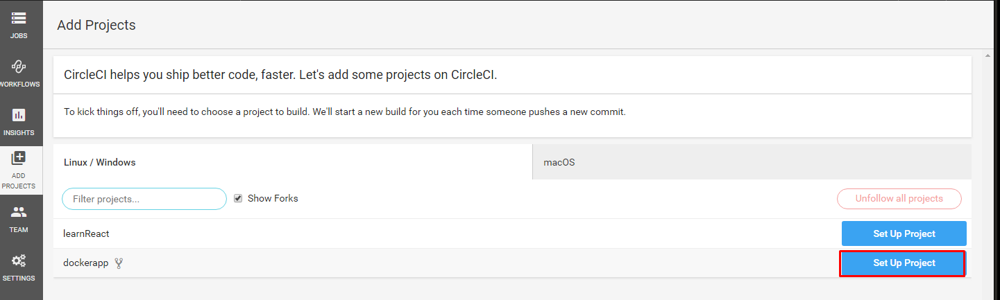 Add Projects
JOBS
WORKFLOWS
INSIGHTS
ADD
PROJECTS
TEAM
SETTINGS
CircleCI helps you ship better code, faster. Let's add some projects on CircleCI.
To kick things off, you'll need to choose a project to build. We'll start a new build for you each time someone pushes a new commit.
Linux / Windows
macOS
Filter projects...
Show Forks
Unfollow all projects
learnReact
Set Up Project
dockerapp
Set Up Project